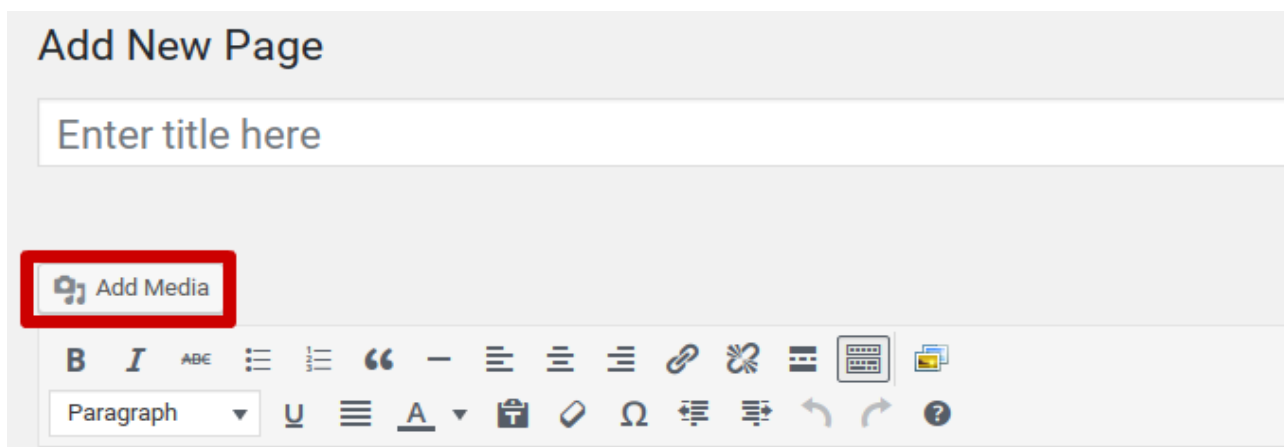 Add New Page
Enter title here
Add Media
B I ABC
Paragraph U A Ω